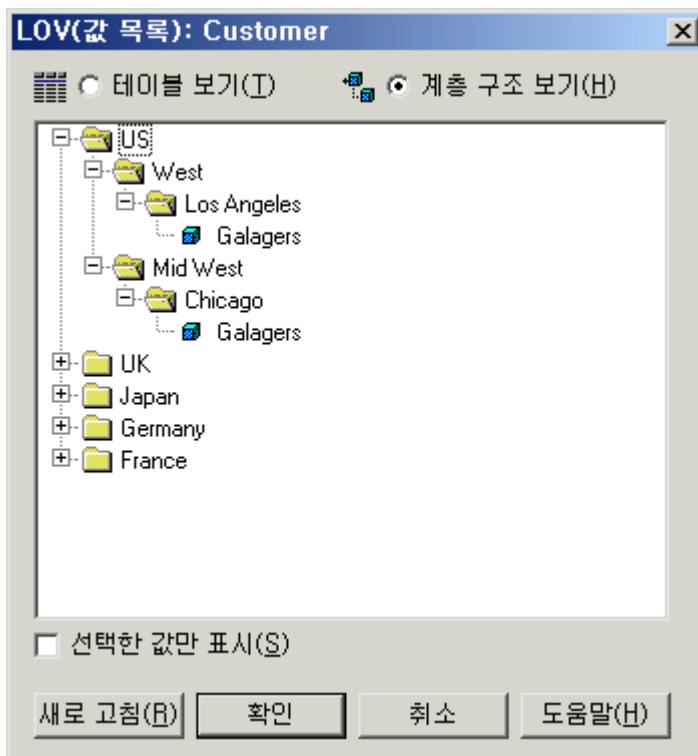 LOV(값 목록): Customer
테이블 보기(T) 계층 구조 보기(H)
US
West
Los Angeles
Galagers
Mid West
Chicago
Galagers
UK
Japan
Germany
France
선택한 값만 표시(S)
새로 고침(R) 확인 취소 도움말(H)